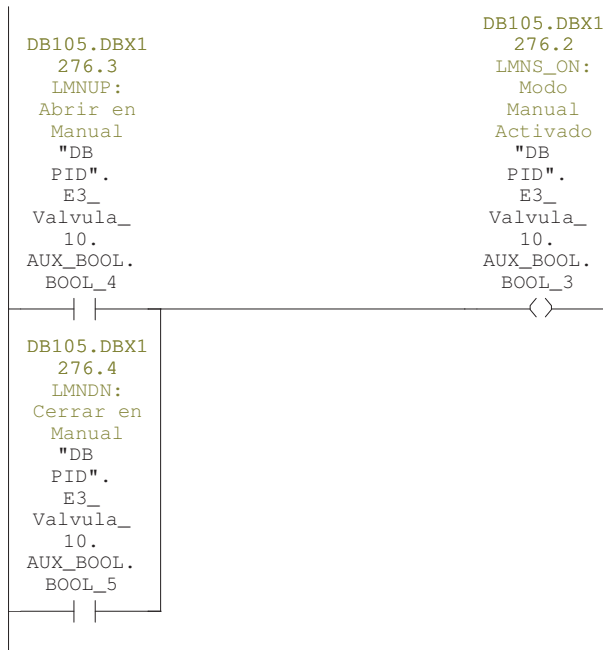 DB105.DBX1
276.3
LMNUP:
Abrir en
Manual
"DB
PID".
E3_
Valvula_
10.
AUX_BOOL.
BOOL_4
DB105.DBX1
276.2
LMNS_ON:
Modo
Manual
Activado
"DB
PID".
E3_
Valvula_
10.
AUX_BOOL.
BOOL_3
DB105.DBX1
276.4
LMNDN:
Cerrar en
Manual
"DB
PID".
E3_
Valvula_
10.
AUX_BOOL.
BOOL_5